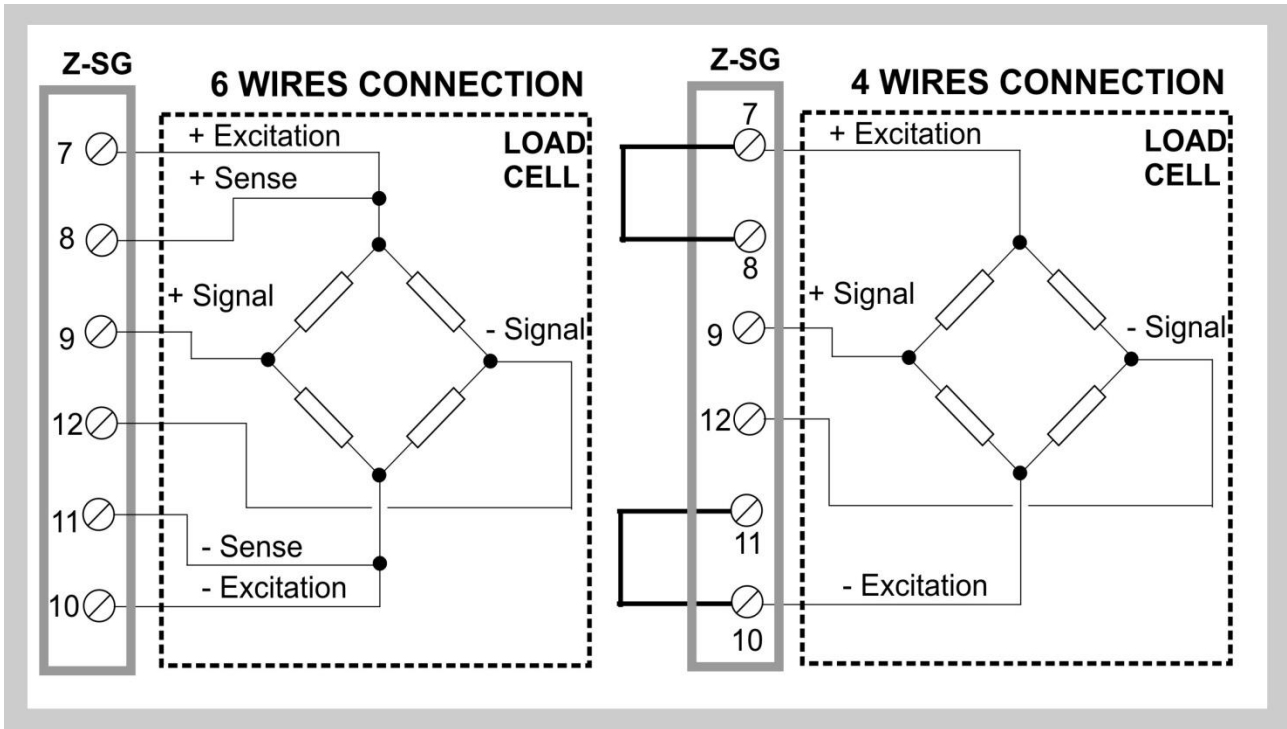 Z-SG
6 WIRES CONNECTION
LOAD
CELL
7
+ Excitation
+ Sense
8
+ Signal
9
- Signal
12
11
- Sense
- Excitation
10
Z-SG
4 WIRES CONNECTION
LOAD
CELL
7
+ Excitation
8
+ Signal
9
- Signal
12
11
- Excitation
10